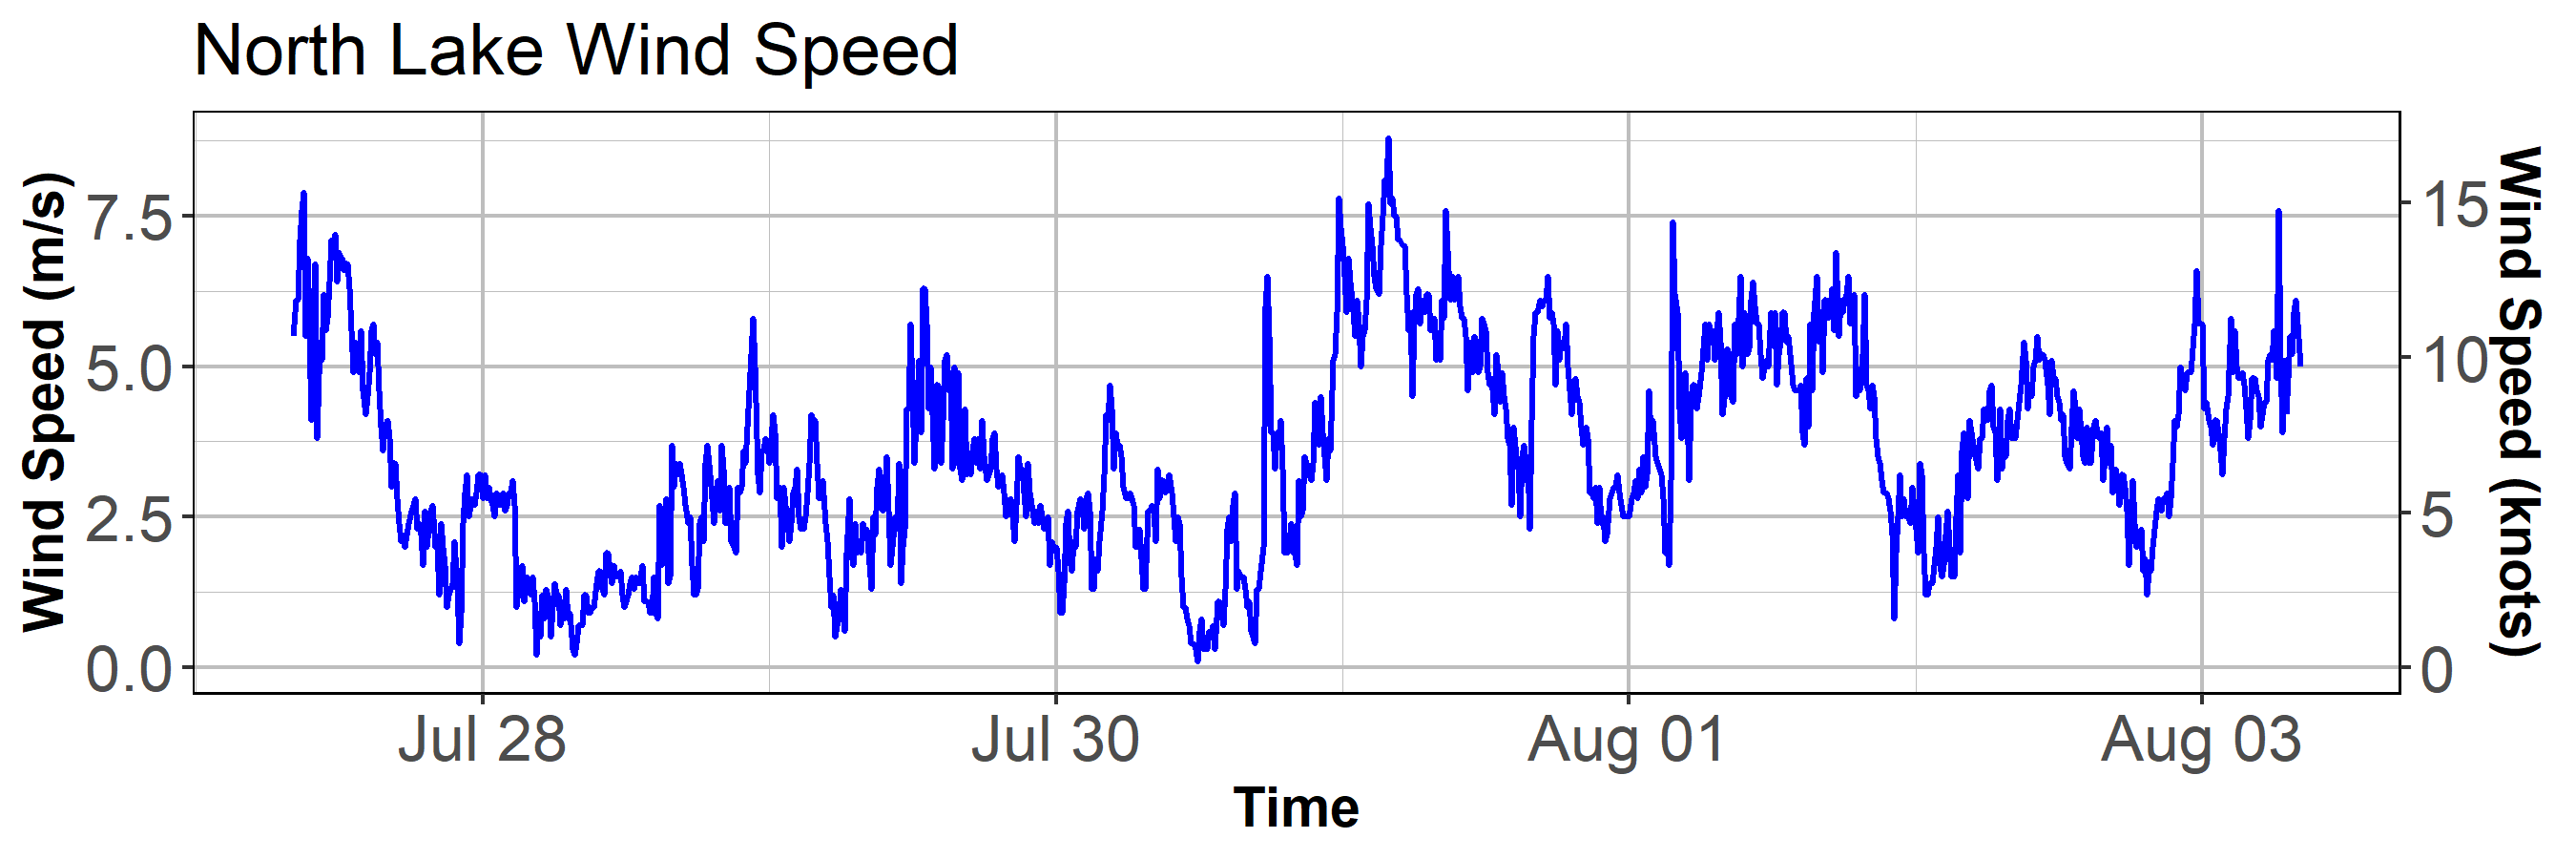 North Lake Wind Speed
Wind Speed (m/s)
7.5
5.0
2.5
0.0
15
10
5
0
Wind Speed (knots)
Jul 28
Jul 30
Aug 01
Aug 03
Time